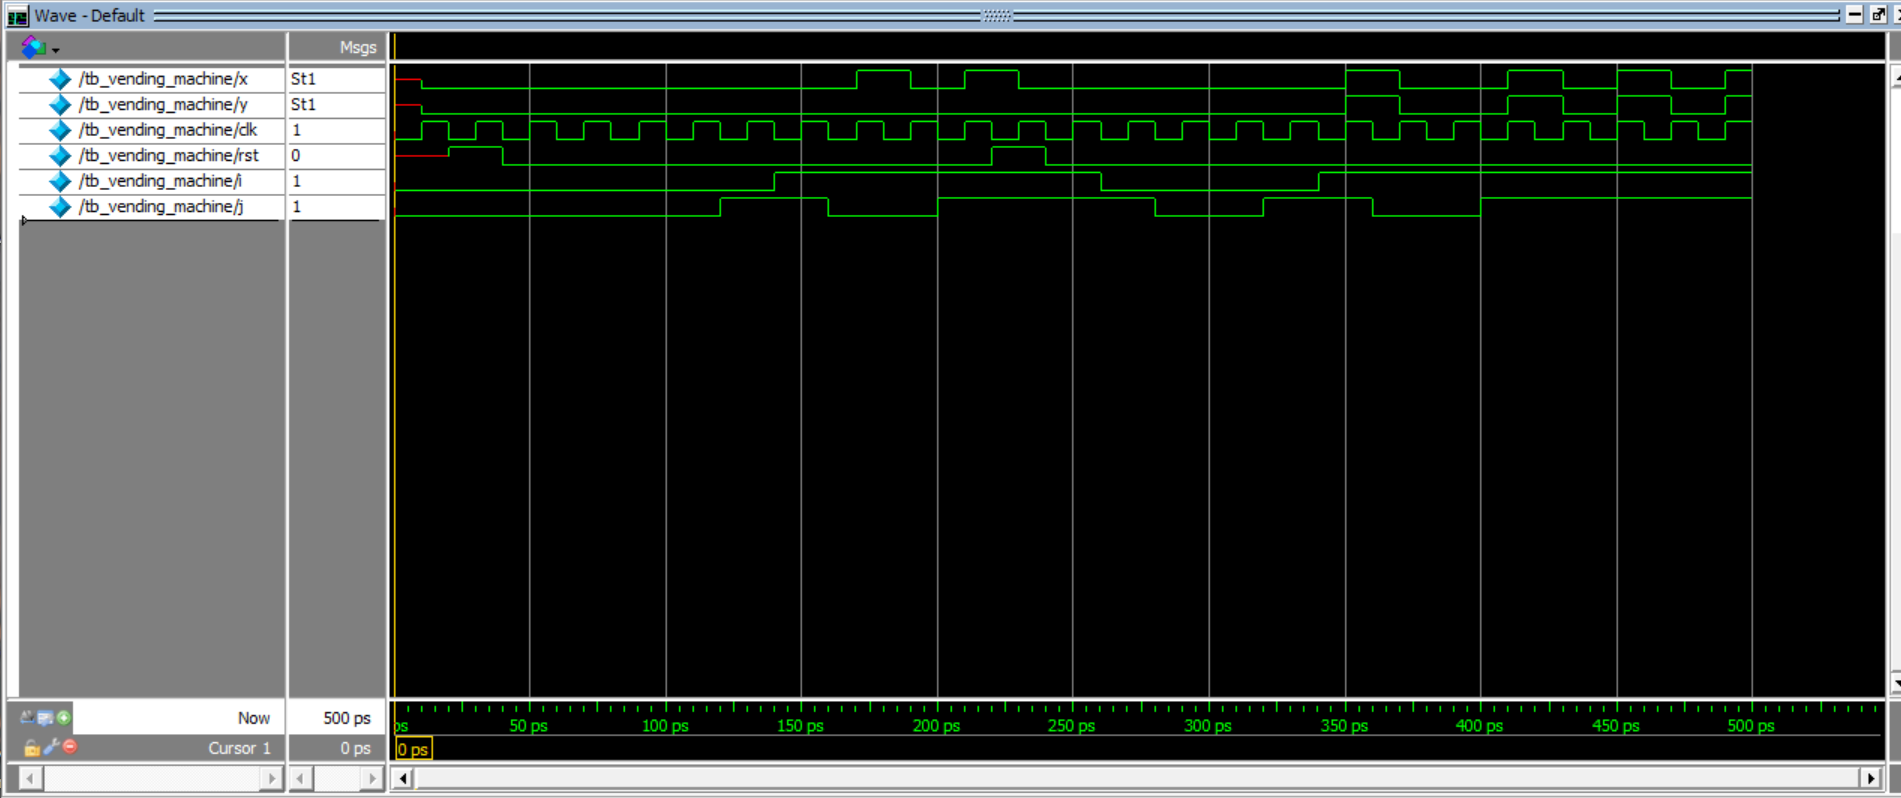 Wave - Default
Msgs
/tb_vending_machine/x St1
/tb_vending_machine/y St1
/tb_vending_machine/clk 1
/tb_vending_machine/rst 0
/tb_vending_machine/i 1
/tb_vending_machine/j 1
Now 500 ps ps 50 ps 100 ps 150 ps 200 ps 250 ps 300 ps 350 ps 400 ps 450 ps 500 ps
Cursor 1 0 ps 0 ps